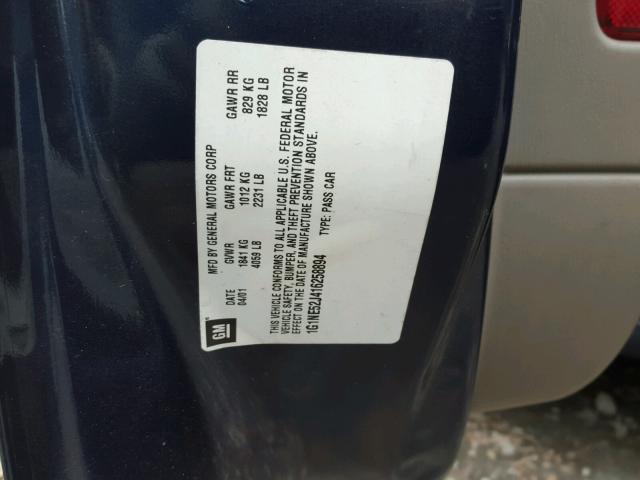 MFD BY GENERAL MOTORS CORP
DATE GVWR GAWR FRT GAWR RR
04/01 1841 KG 1012 KG 829 KG
4059 LB 2231 LB 1828 LB
GM
THIS VEHICLE CONFORMS TO ALL APPLICABLE U.S. FEDERAL MOTOR
VEHICLE SAFETY, BUMPER, AND THEFT PREVENTION STANDARDS IN
EFFECT ON THE DATE OF MANUFACTURE SHOWN ABOVE.
1G1NE52J416258894 TYPE: PASS CAR